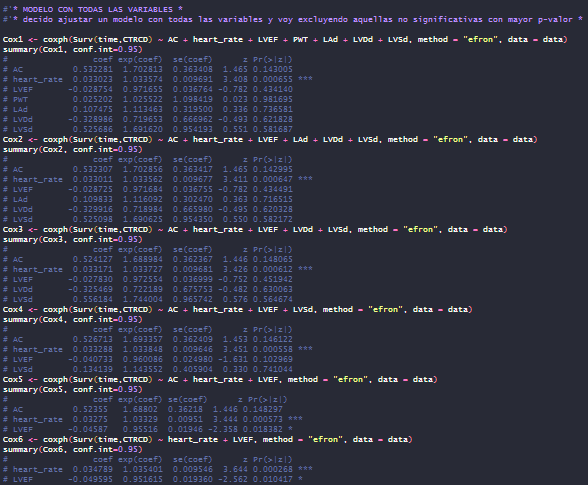 #'* MODELO CON TODAS LAS VARIABLES *
#'* decido ajustar un modelo con todas las variables y voy excluyendo aquellas no significativas con mayor p-valor *
Cox1 <- coxph(Surv(time,CTRCD) ~ AC + heart_rate + LVEF + PWT + LAd + LVDd + LVSd, method = "efron", data = data)
summary(Cox1, conf.int=0.95)
# coef exp(coef) se(coef) z Pr(>|z|)
# AC 0.532281 1.702813 0.363408 1.465 0.143005
# heart_rate 0.033023 1.033574 0.009691 3.408 0.000655 ***
# LVEF -0.028754 0.971655 0.036764 -0.782 0.434140
# PWT 0.025202 1.025522 1.098419 0.023 0.981695
# LAd 0.107475 1.113463 0.319500 0.336 0.736581
# LVDd -0.328986 0.719653 0.666962 -0.493 0.621828
# LVSd 0.525686 1.691620 0.954193 0.551 0.581687
Cox2 <- coxph(Surv(time,CTRCD) ~ AC + heart_rate + LVEF + LAd + LVDd + LVSd, method = "efron", data = data)
summary(Cox2, conf.int=0.95)
# coef exp(coef) se(coef) z Pr(>|z|)
# AC 0.532307 1.702856 0.363417 1.465 0.142995
# heart_rate 0.033011 1.033562 0.009677 3.411 0.000647 ***
# LVEF -0.028725 0.971684 0.036755 -0.782 0.434491
# LAd 0.109833 1.116092 0.302470 0.363 0.716515
# LVDd -0.329916 0.718984 0.665980 -0.495 0.620328
# LVSd 0.525098 1.690625 0.954350 0.550 0.582172
Cox3 <- coxph(Surv(time,CTRCD) ~ AC + heart_rate + LVEF + LVDd + LVSd, method = "efron", data = data)
summary(Cox3, conf.int=0.95)
# coef exp(coef) se(coef) z Pr(>|z|)
# AC 0.524127 1.688984 0.362367 1.446 0.148065
# heart_rate 0.033171 1.033727 0.009681 3.426 0.000612 ***
# LVEF -0.027830 0.972554 0.036999 -0.752 0.451942
# LVDd -0.325469 0.722189 0.675753 -0.482 0.630063
# LVSd 0.556184 1.744004 0.965742 0.576 0.564674
Cox4 <- coxph(Surv(time,CTRCD) ~ AC + heart_rate + LVEF + LVSd, method = "efron", data = data)
summary(Cox4, conf.int=0.95)
# coef exp(coef) se(coef) z Pr(>|z|)
# AC 0.526713 1.693357 0.362409 1.453 0.146122
# heart_rate 0.033288 1.033848 0.009646 3.451 0.000558 ***
# LVEF -0.040733 0.960086 0.024980 -1.631 0.102969
# LVSd 0.134139 1.143552 0.405904 0.330 0.741044
Cox5 <- coxph(Surv(time,CTRCD) ~ AC + heart_rate + LVEF, method = "efron", data = data)
summary(Cox5, conf.int=0.95)
# coef exp(coef) se(coef) z Pr(>|z|)
# AC 0.52355 1.68802 0.36218 1.446 0.148297
# heart_rate 0.03275 1.03329 0.00951 3.444 0.000573 ***
# LVEF -0.04587 0.95516 0.01946 -2.358 0.018382 *
Cox6 <- coxph(Surv(time,CTRCD) ~ heart_rate + LVEF, method = "efron", data = data)
summary(Cox6, conf.int=0.95)
# coef exp(coef) se(coef) z Pr(>|z|)
# heart_rate 0.034789 1.035401 0.009546 3.644 0.000268 ***
# LVEF -0.049595 0.951615 0.019360 -2.562 0.010417 *